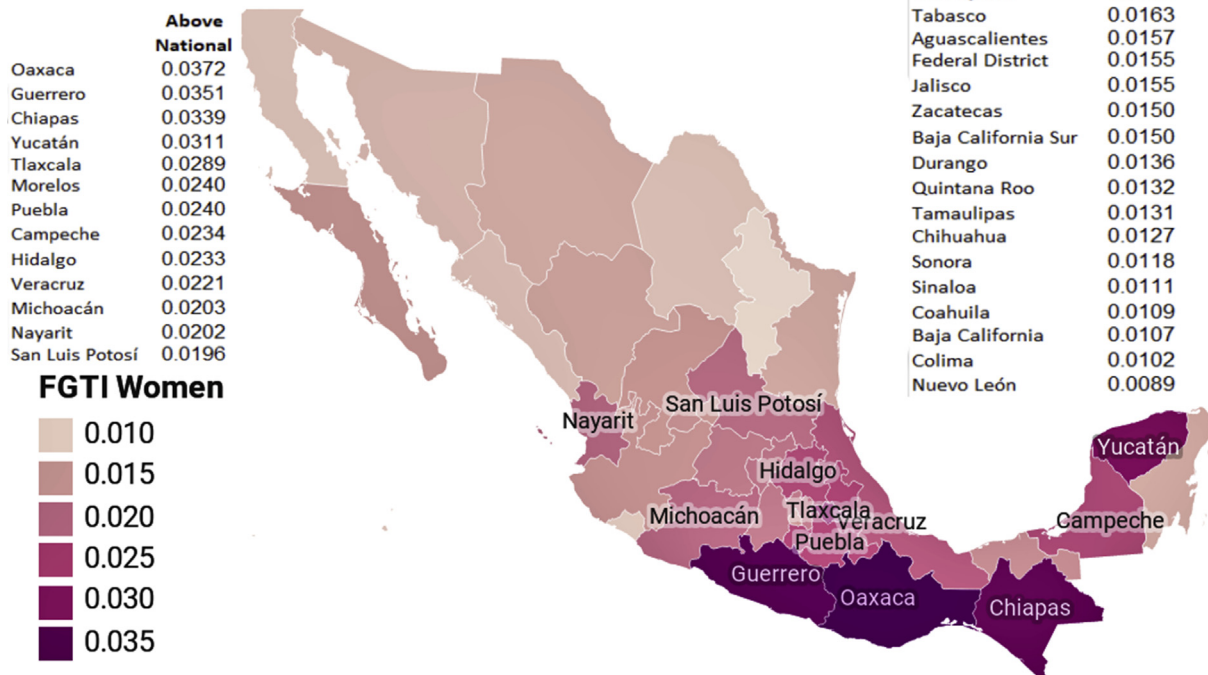 Above
National
Oaxaca 0.0372
Guerrero 0.0351
Chiapas 0.0339
Yucatán 0.0311
Tlaxcala 0.0289
Morelos 0.0240
Puebla 0.0240
Campeche 0.0234
Hidalgo 0.0233
Veracruz 0.0221
Michoacán 0.0203
Nayarit 0.0202
San Luis Potosí 0.0196
FGTI Women
0.010
0.015
0.020
0.025
0.030
0.035
Tabasco 0.0163
Aguascalientes 0.0157
Federal District 0.0155
Jalisco 0.0155
Zacatecas 0.0150
Baja California Sur 0.0150
Durango 0.0136
Quintana Roo 0.0132
Tamaulipas 0.0131
Chihuahua 0.0127
Sonora 0.0118
Sinaloa 0.0111
Coahuila 0.0109
Baja California 0.0107
Colima 0.0102
Nuevo León 0.0089
San Luis Potosí
Nayarit
Yucatán
Hidalgo
Michoacán
Tlaxcala
Veracruz
Campeche
Puebla
Guerrero
Oaxaca
Chiapas